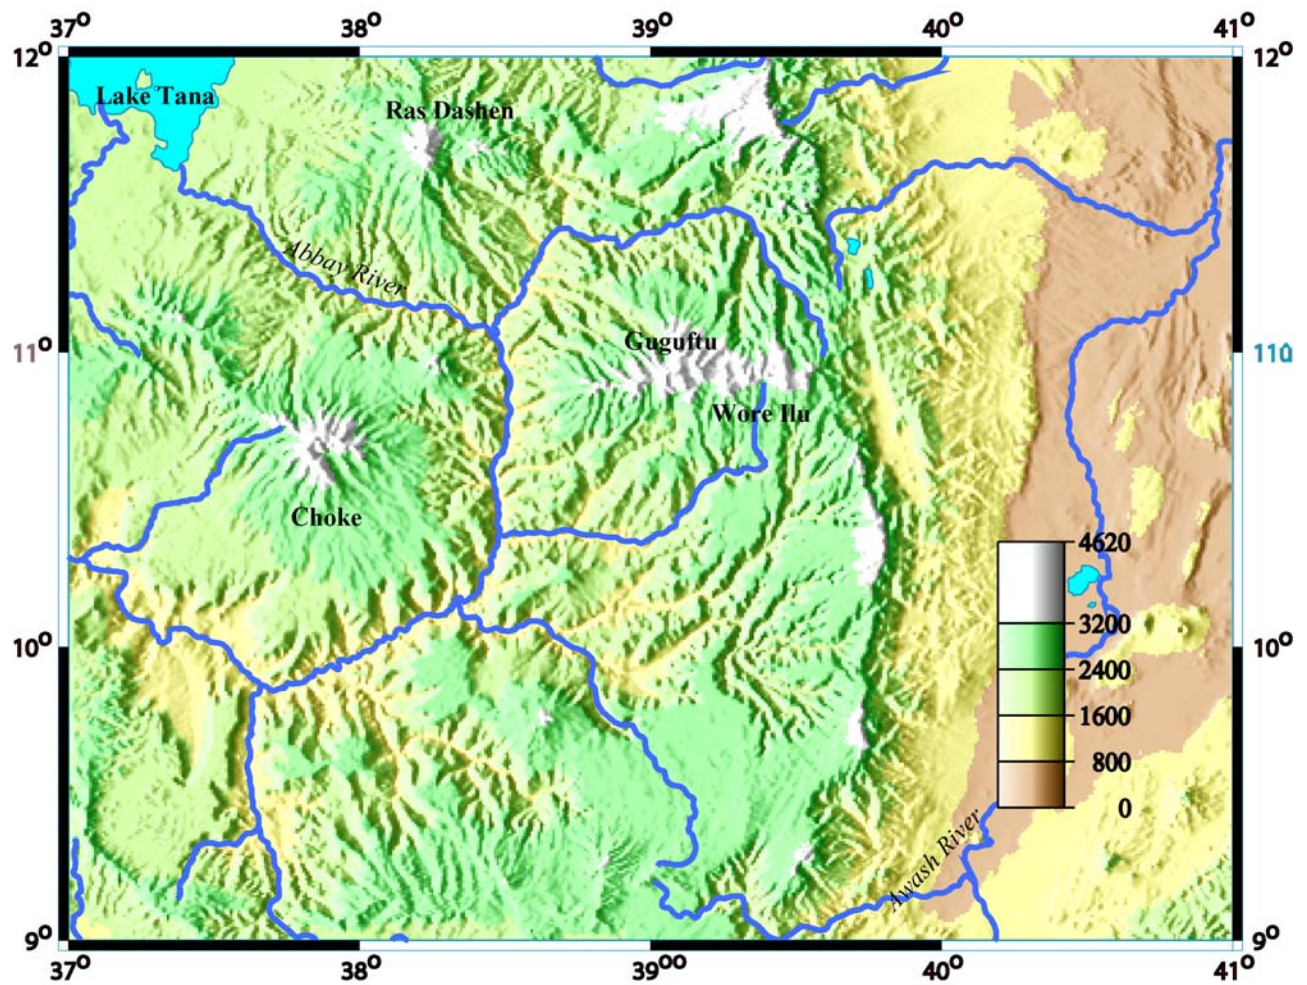 37° 38° 39° 40° 41°
12° 12°
Lake Tana
Ras Dashen
Abbay River
Guguftu
11° 110
Wore Ilu
Choke
4620
3200
10° 10°
2400
1600
800
0
Awash River
9° 9°
37° 38° 39° 40° 41°